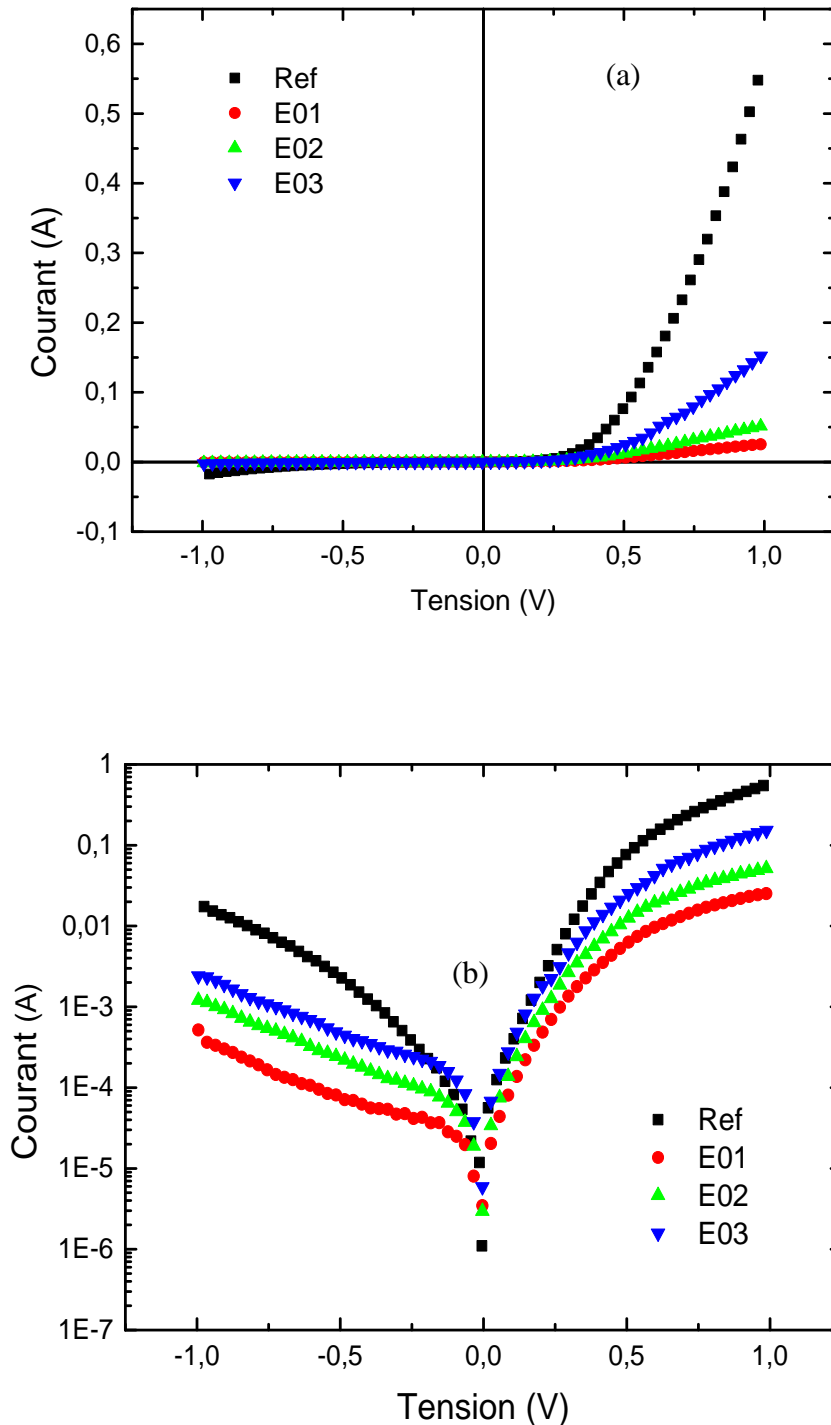 0,6
0,5
0,4
0,3
0,2
0,1
0,0
-0,1
Courant (A)
Ref
E01
E02
E03
(a)
-1,0 -0,5 0,0 0,5 1,0
Tension (V)
1
0,1
0,01
1E-3
1E-4
1E-5
1E-6
1E-7
Courant (A)
(b)
Ref
E01
E02
E03
-1,0 -0,5 0,0 0,5 1,0
Tension (V)